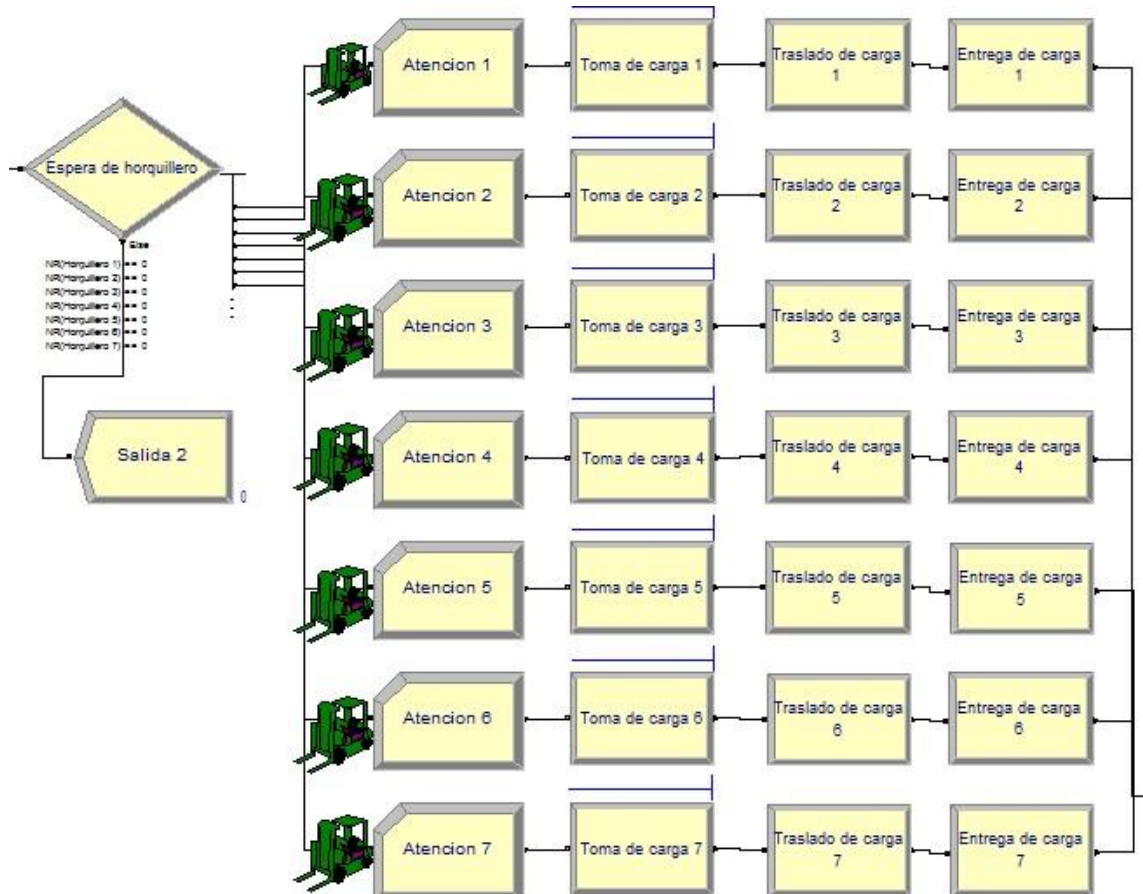 Espera de horquillero
Else
NR(Horquillero 1) == 0
NR(Horquillero 2) == 0
NR(Horquillero 3) == 0
NR(Horquillero 4) == 0
NR(Horquillero 5) == 0
NR(Horquillero 6) == 0
NR(Horquillero 7) == 0
Salida 2
0
Atencion 1
Toma de carga 1
Traslado de carga
1
Entrega de carga
1
Atencion 2
Toma de carga 2
Traslado de carga
2
Entrega de carga
2
Atencion 3
Toma de carga 3
Traslado de carga
3
Entrega de carga
3
Atencion 4
Toma de carga 4
Traslado de carga
4
Entrega de carga
4
Atencion 5
Toma de carga 5
Traslado de carga
5
Entrega de carga
5
Atencion 6
Toma de carga 6
Traslado de carga
6
Entrega de carga
6
Atencion 7
Toma de carga 7
Traslado de carga
7
Entrega de carga
7